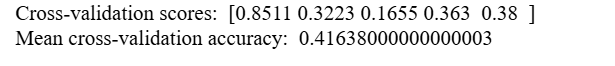 Cross-validation scores:  [0.8511 0.3223 0.1655 0.363  0.38  ]
Mean cross-validation accuracy:  0.41638000000000003